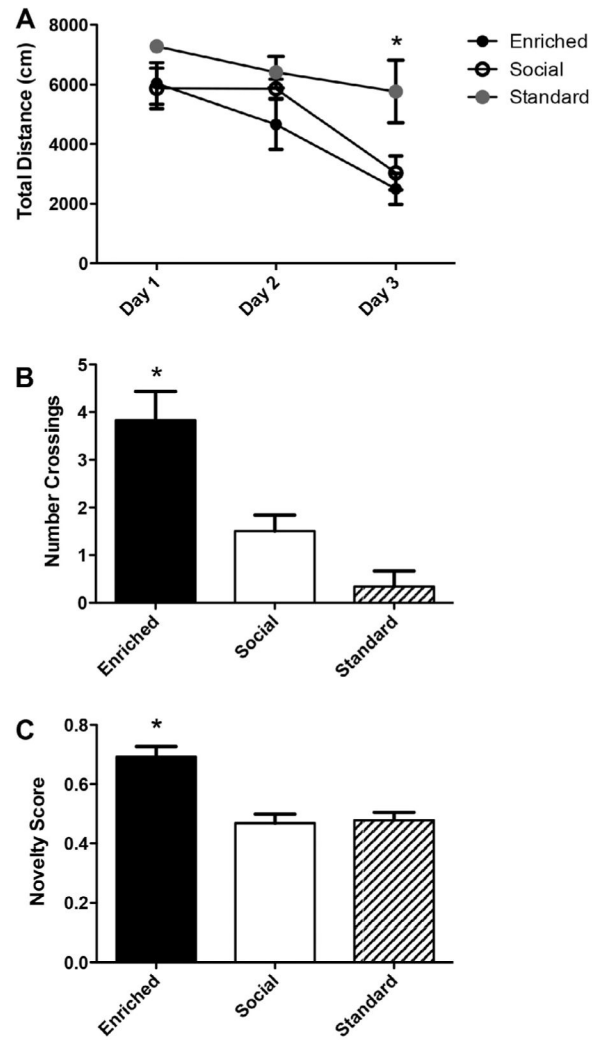 A
Total Distance (cm)
8000
6000
4000
2000
0
*
Enriched
Social
Standard
Day 1
Day 2
Day 3
B
Number Crossings
5
4
3
2
1
0
*
Enriched
Social
Standard
C
Novelty Score
0.8
0.6
0.4
0.2
0.0
*
Enriched
Social
Standard